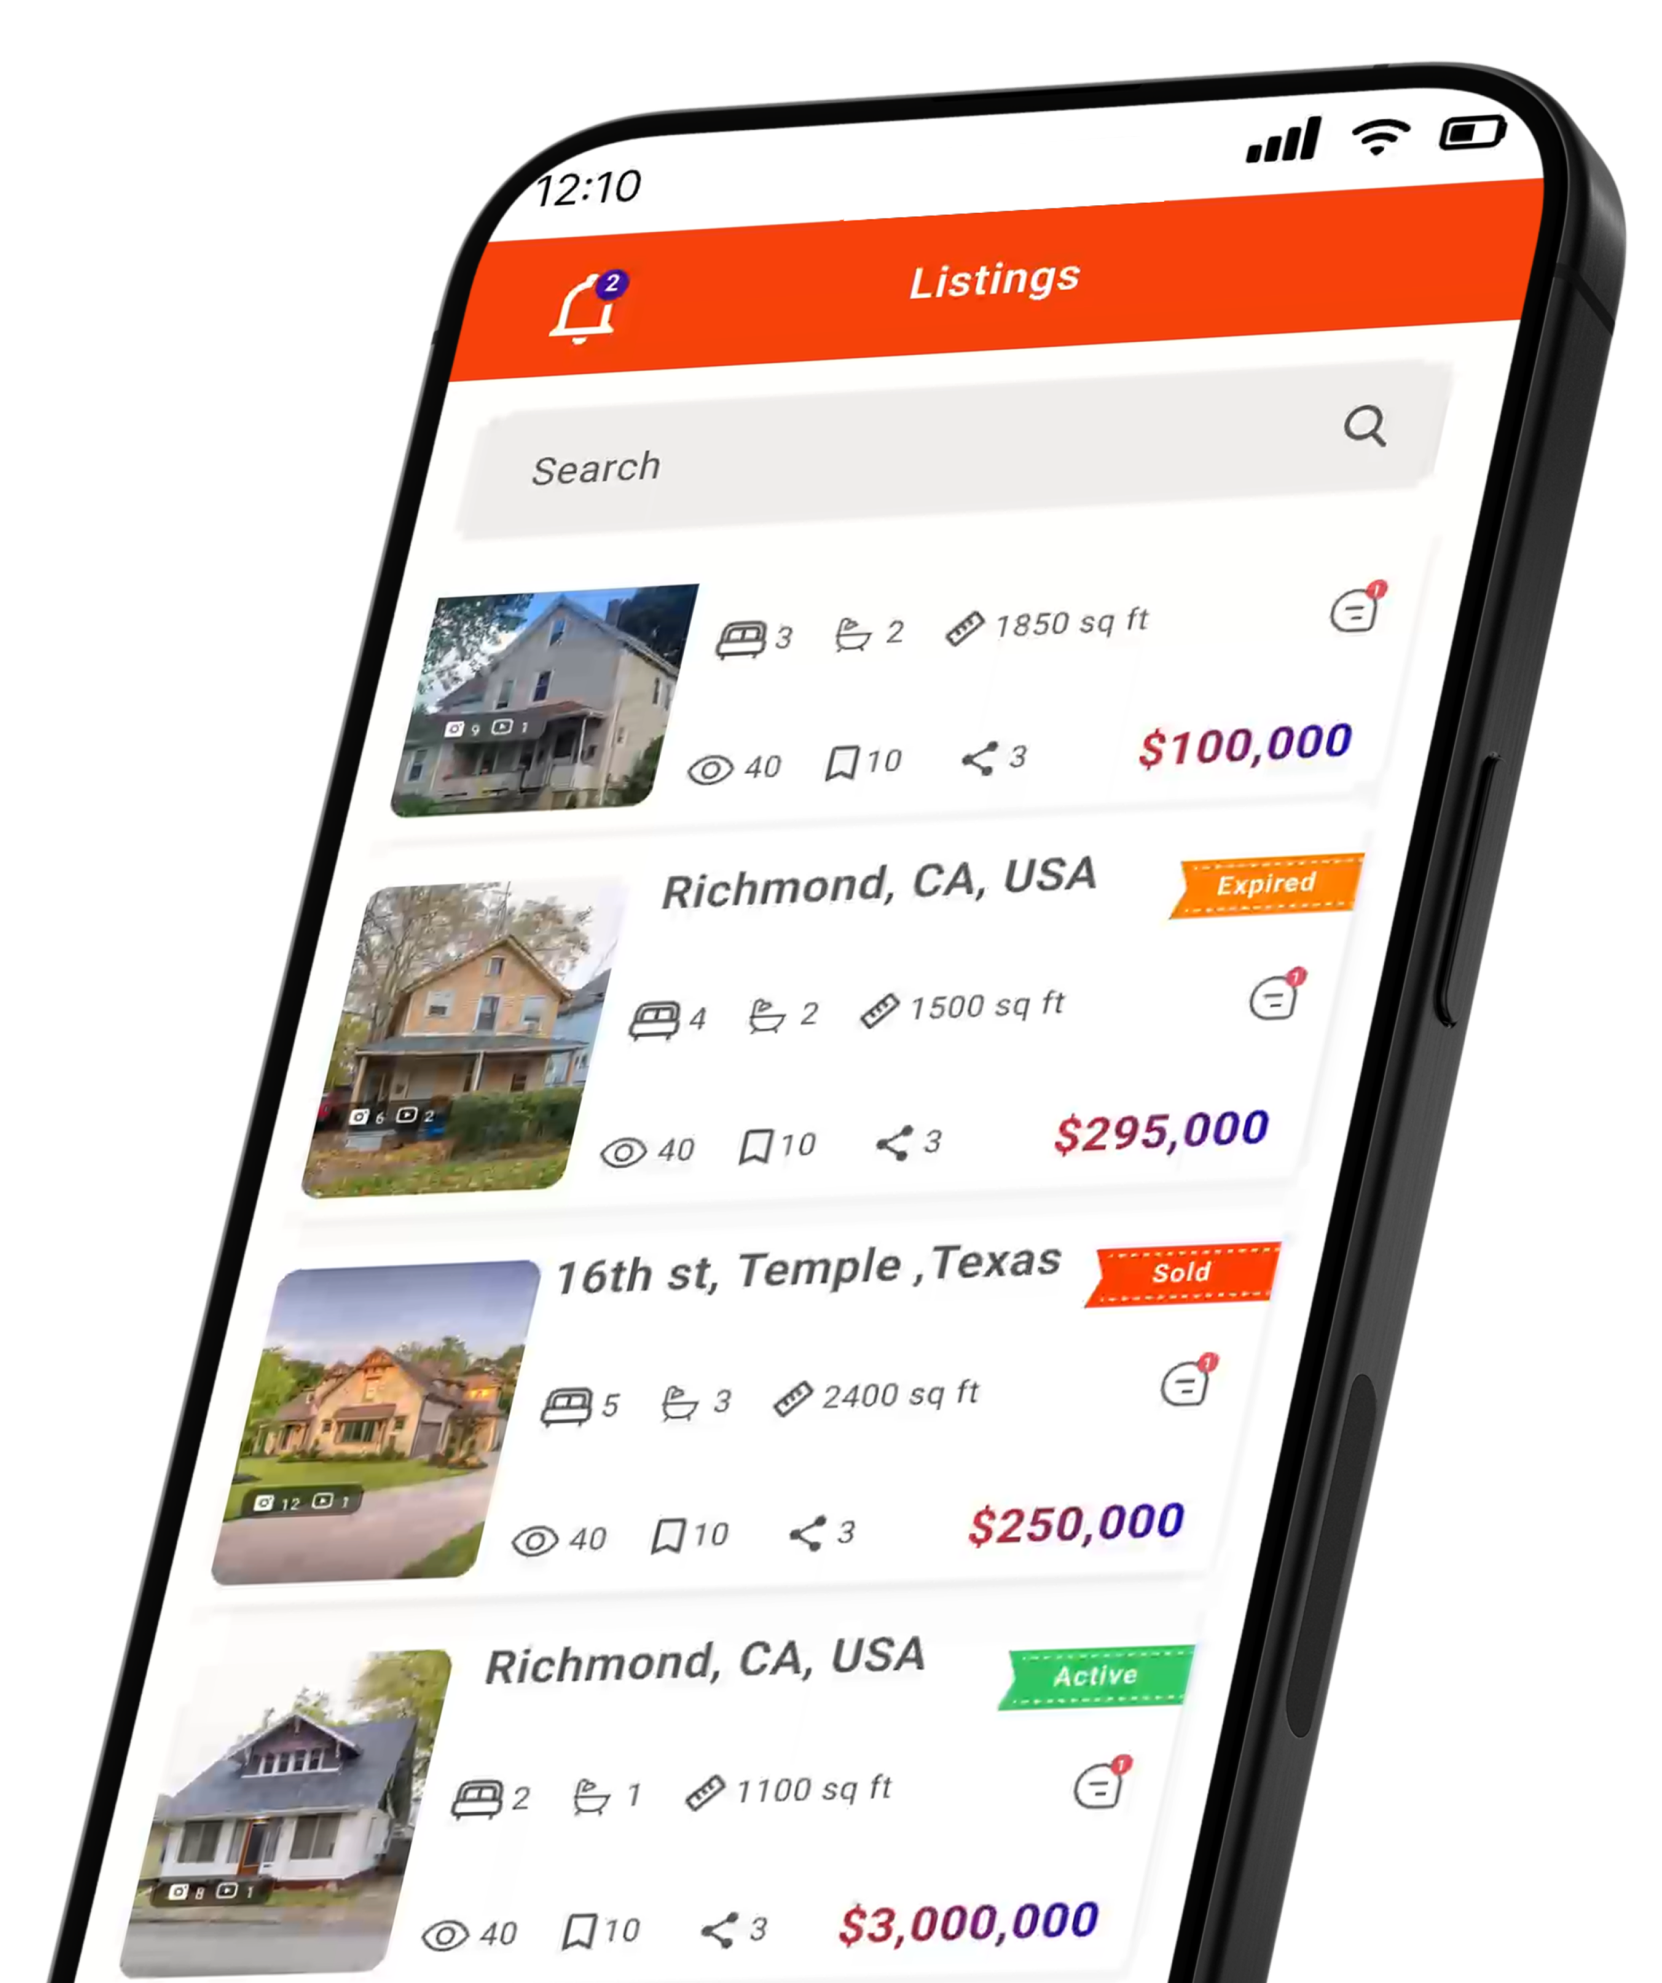 12:10
2
Listings
Search
3 2 1850 sq ft 1
9 1
40 10 3 $100,000
Richmond, CA, USA Expired
4 2 1500 sq ft 1
6 2
40 10 3 $295,000
16th st, Temple ,Texas Sold
5 3 2400 sq ft 1
12 1
40 10 3 $250,000
Richmond, CA, USA Active
2 1 1100 sq ft 1
8 1
40 10 3 $3,000,000